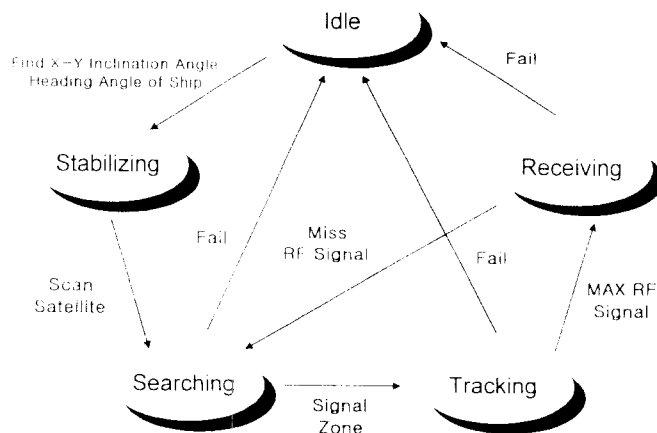 Idle
Find X-Y Inclination Angle
Heading Angle of Ship
Fail
Stabilizing
Receiving
Fail
Miss
RF Signal
Fail
Scan
Satellite
MAX RF
Signal
Searching
Signal
Zone
Tracking